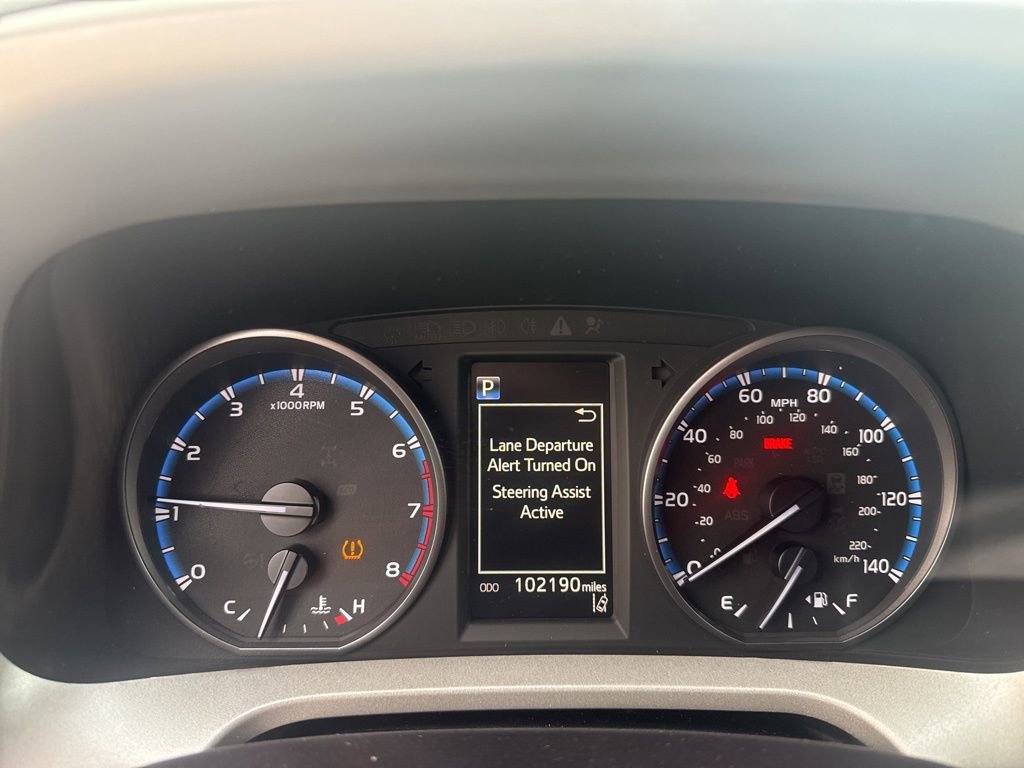 4
x1000RPM
3
5
2
6
1
7
0
8
C
H
P
Lane Departure
Alert Turned On
Steering Assist
Active
ODO 102190 miles
60 MPH 80
100 120
40
80
140
100
BRAKE
60
160
PARK
40
180
20
120
ABS
200
20
0
220
km/h
0
140
E
F